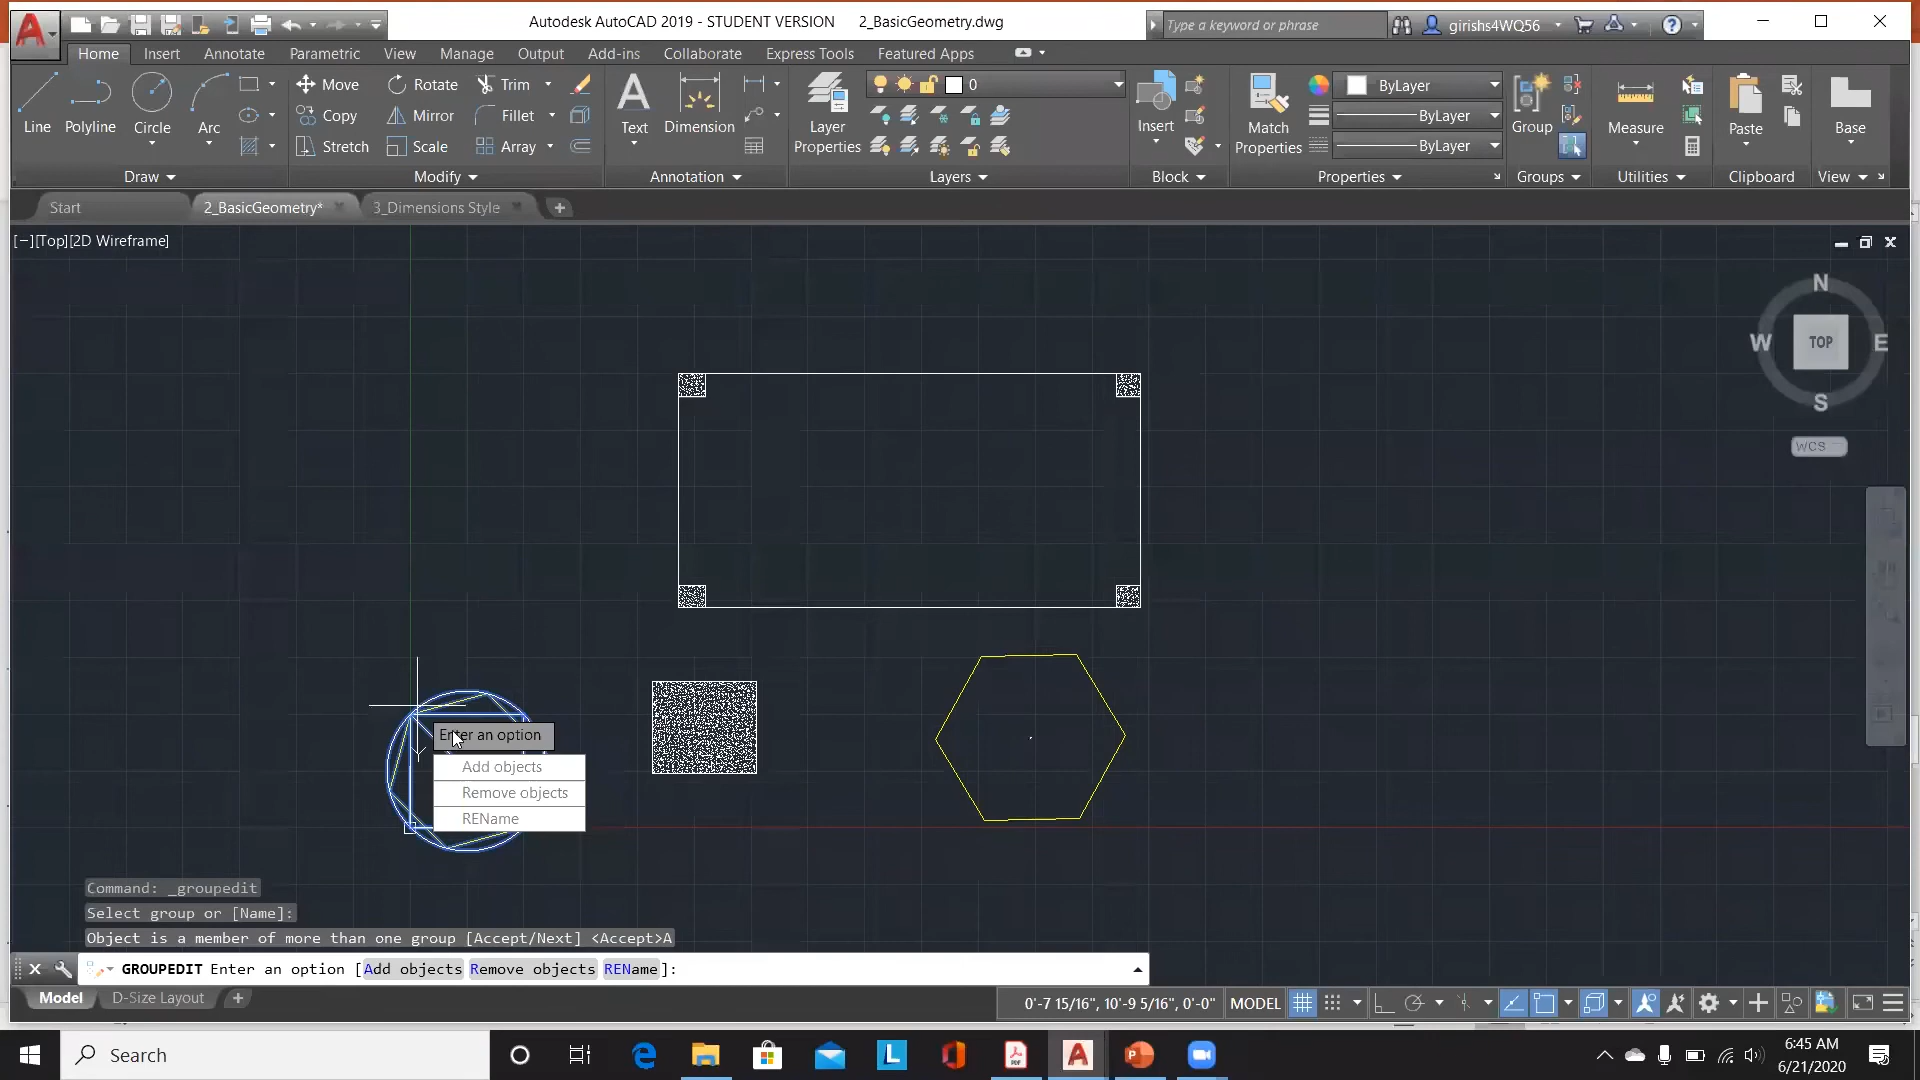 Autodesk AutoCAD 2019 - STUDENT VERSION 2_BasicGeometry.dwg
Type a keyword or phrase
girishs4WQ56
Home Insert Annotate Parametric View Manage Output Add-ins Collaborate Express Tools Featured Apps
Line Polyline Circle Arc
Move Rotate Trim
Copy Mirror Fillet
Stretch Scale Array
Text Dimension
Layer Properties
0
Insert
Match Properties
ByLayer
ByLayer
ByLayer
Group Measure Paste Base
Draw Modify Annotation Layers Block Properties Groups Utilities Clipboard View
Start 2_BasicGeometry* 3_Dimensions Style
[−][Top][2D Wireframe]
N
W TOP E
S
WCS
Enter an option
Add objects
Remove objects
REName
Command: _groupedit
Select group or [Name]:
Object is a member of more than one group [Accept/Next] <Accept>A
GROUPEDIT Enter an option [Add objects Remove objects REName]:
Model D-Size Layout
0'-7 15/16", 10'-9 5/16", 0'-0" MODEL
Search
6:45 AM
6/21/2020